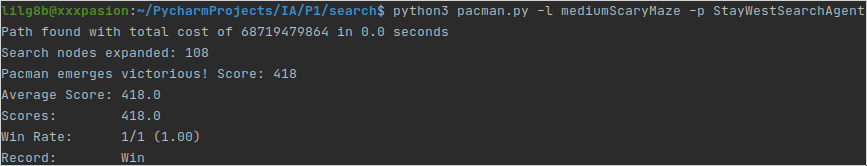 lilg8b@xxxpasion:~/PycharmProjects/IA/P1/search$ python3 pacman.py -l mediumScaryMaze -p StayWestSearchAgent
Path found with total cost of 68719479864 in 0.0 seconds
Search nodes expanded: 108
Pacman emerges victorious! Score: 418
Average Score: 418.0
Scores:        418.0
Win Rate:      1/1 (1.00)
Record:        Win